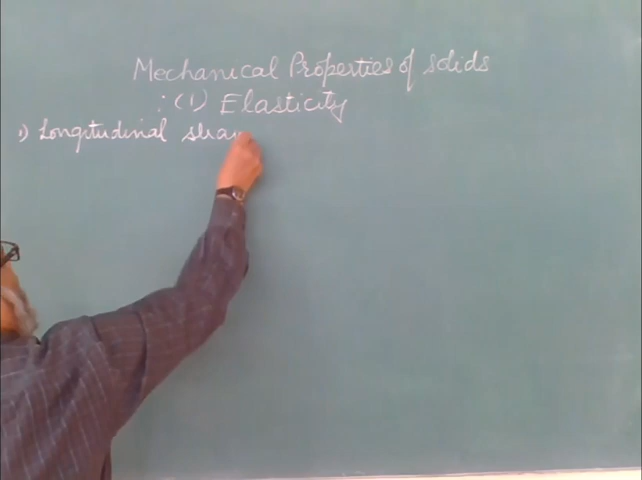 Mechanical Properties of solids
: (1) Elasticity
1) Longitudinal